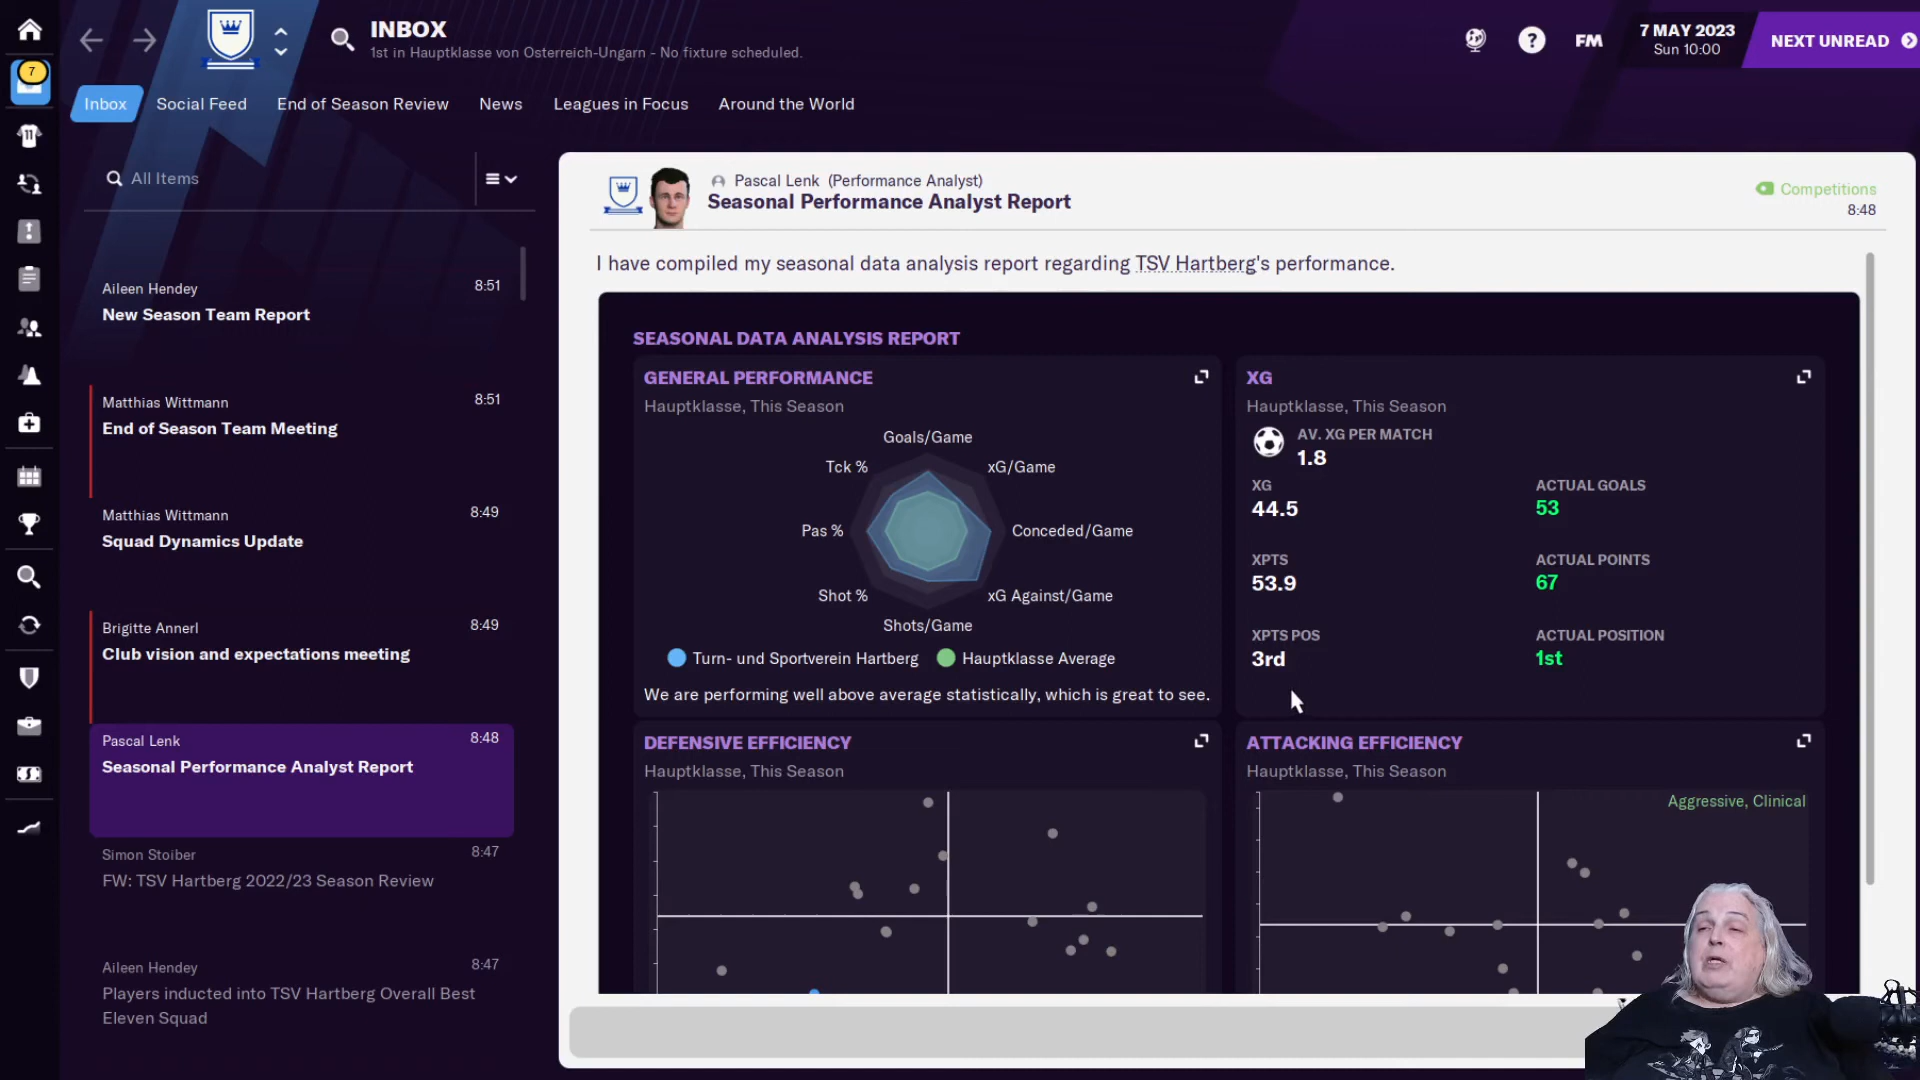 INBOX
1st in Hauptklasse von Osterreich-Ungarn - No fixture scheduled.
7 MAY 2023
Sun 10:00
NEXT UNREAD
FM
7
11
Inbox
Social Feed
End of Season Review
News
Leagues in Focus
Around the World
All Items
Aileen Hendey
8:51
New Season Team Report
Matthias Wittmann
8:51
End of Season Team Meeting
Matthias Wittmann
8:49
Squad Dynamics Update
Brigitte Annerl
8:49
Club vision and expectations meeting
Pascal Lenk
8:48
Seasonal Performance Analyst Report
Simon Stoiber
8:47
FW: TSV Hartberg 2022/23 Season Review
Aileen Hendey
8:47
Players inducted into TSV Hartberg Overall Best
Eleven Squad
Pascal Lenk (Performance Analyst)
Seasonal Performance Analyst Report
Competitions
8:48
I have compiled my seasonal data analysis report regarding TSV Hartberg's performance.
SEASONAL DATA ANALYSIS REPORT
GENERAL PERFORMANCE
Hauptklasse, This Season
Goals/Game
Tck %
xG/Game
Pas %
Conceded/Game
Shot %
xG Against/Game
Shots/Game
Turn- und Sportverein Hartberg
Hauptklasse Average
We are performing well above average statistically, which is great to see.
XG
Hauptklasse, This Season
AV. XG PER MATCH
1.8
XG
44.5
ACTUAL GOALS
53
XPTS
53.9
ACTUAL POINTS
67
XPTS POS
3rd
ACTUAL POSITION
1st
DEFENSIVE EFFICIENCY
Hauptklasse, This Season
ATTACKING EFFICIENCY
Hauptklasse, This Season
Aggressive, Clinical